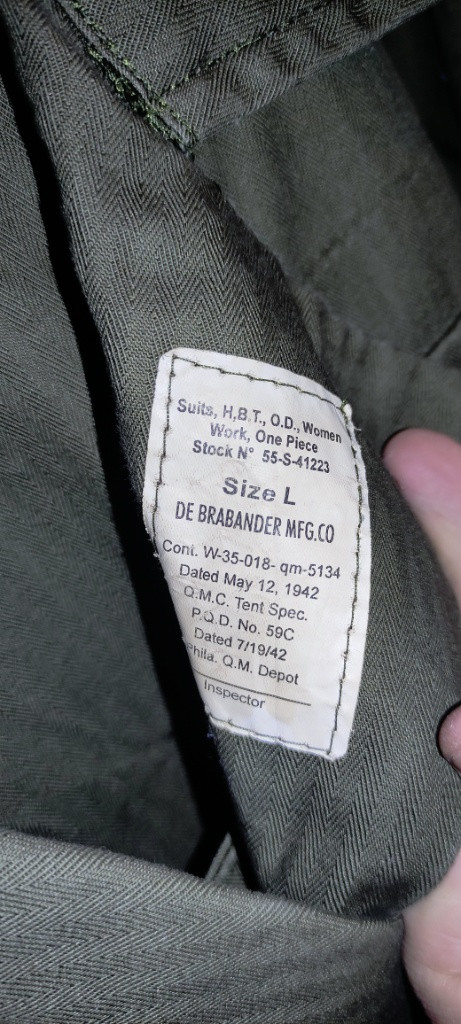 Suits, H,B.T., O.D., Women
Work, One Piece
Stock N° 55-S-41223
Size L
DE BRABANDER MFG.CO
Cont. W-35-018- qm-5134
Dated May 12, 1942
Q.M.C. Tent Spec.
P.Q.D. No. 59C
Dated 7/19/42
Phila. Q.M. Depot
Inspector